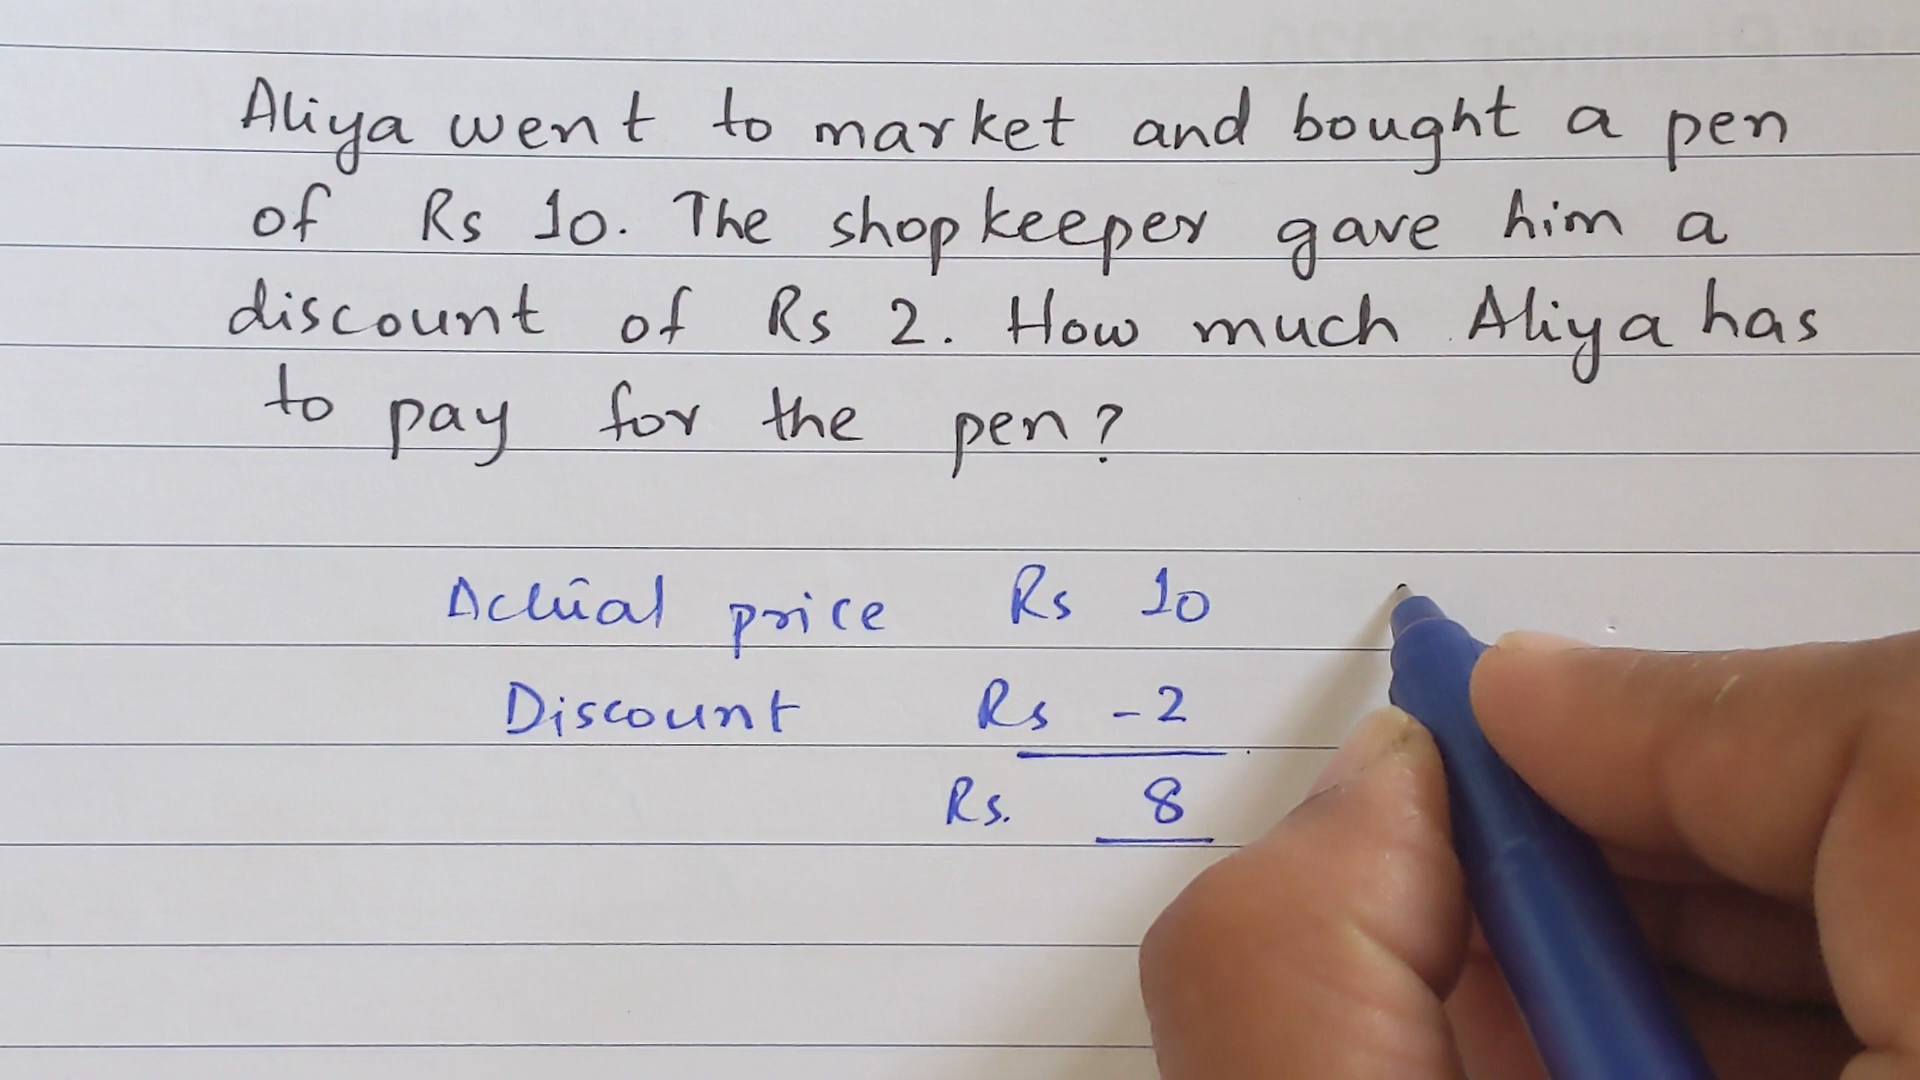 Aliya went to market and bought a pen
of Rs 10. The shopkeeper gave him a
discount of Rs 2. How much Aliya has
to pay for the pen?
Actual price Rs 10
Discount Rs -2
Rs. 8